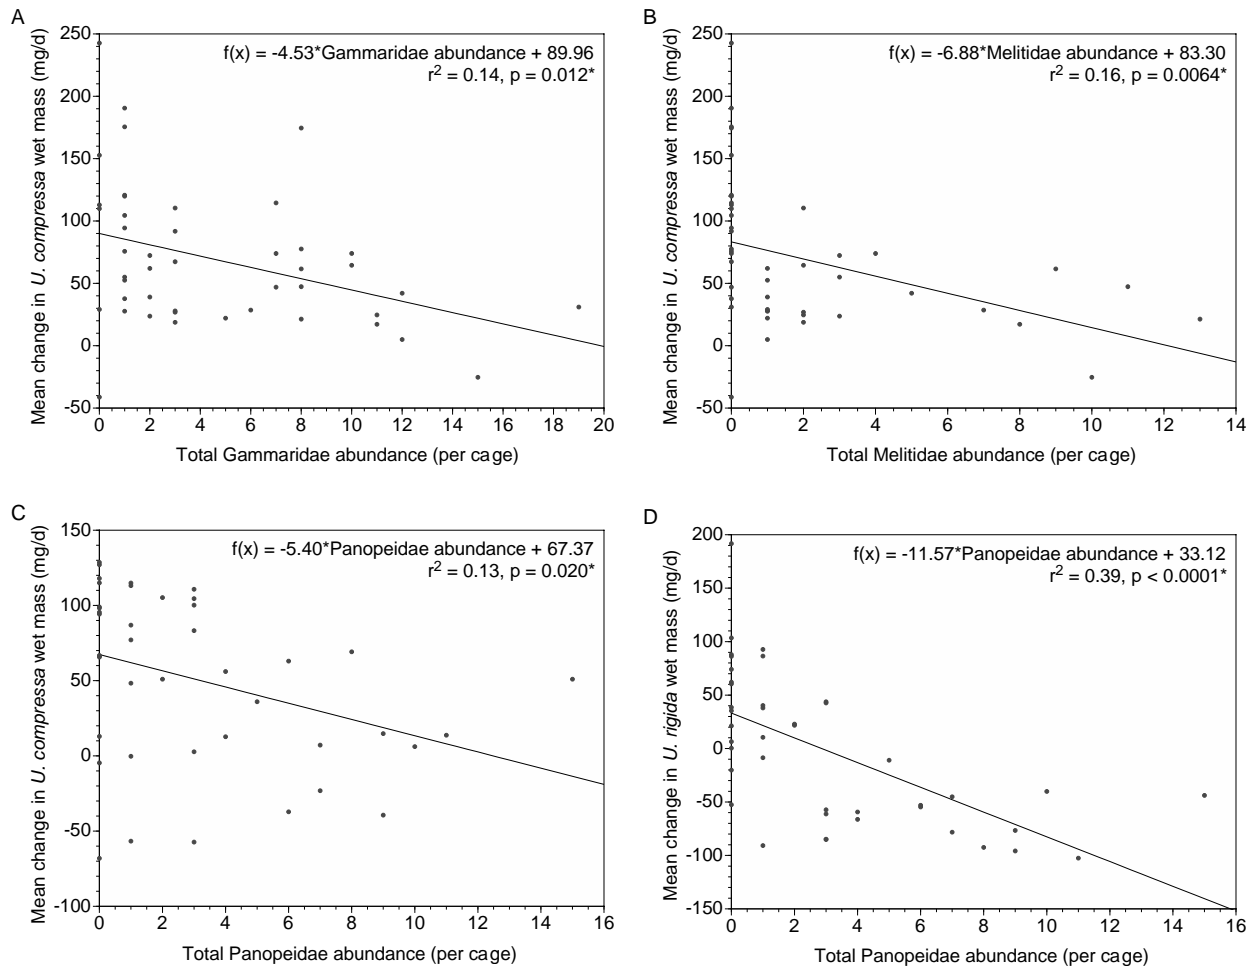 A
f(x) = -4.53*Gammaridae abundance + 89.96
r² = 0.14, p = 0.012*
Mean change in U. compressa wet mass (mg/d)
250
200
150
100
50
0
-50
0 2 4 6 8 10 12 14 16 18 20
Total Gammaridae abundance (per cage)
B
f(x) = -6.88*Melitidae abundance + 83.30
r² = 0.16, p = 0.0064*
Mean change in U. compressa wet mass (mg/d)
250
200
150
100
50
0
-50
0 2 4 6 8 10 12 14
Total Melitidae abundance (per cage)
C
f(x) = -5.40*Panopeidae abundance + 67.37
r² = 0.13, p = 0.020*
Mean change in U. compressa wet mass (mg/d)
150
100
50
0
-50
-100
0 2 4 6 8 10 12 14 16
Total Panopeidae abundance (per cage)
D
f(x) = -11.57*Panopeidae abundance + 33.12
r² = 0.39, p < 0.0001*
Mean change in U. rigida wet mass (mg/d)
200
150
100
50
0
-50
-100
-150
0 2 4 6 8 10 12 14 16
Total Panopeidae abundance (per cage)